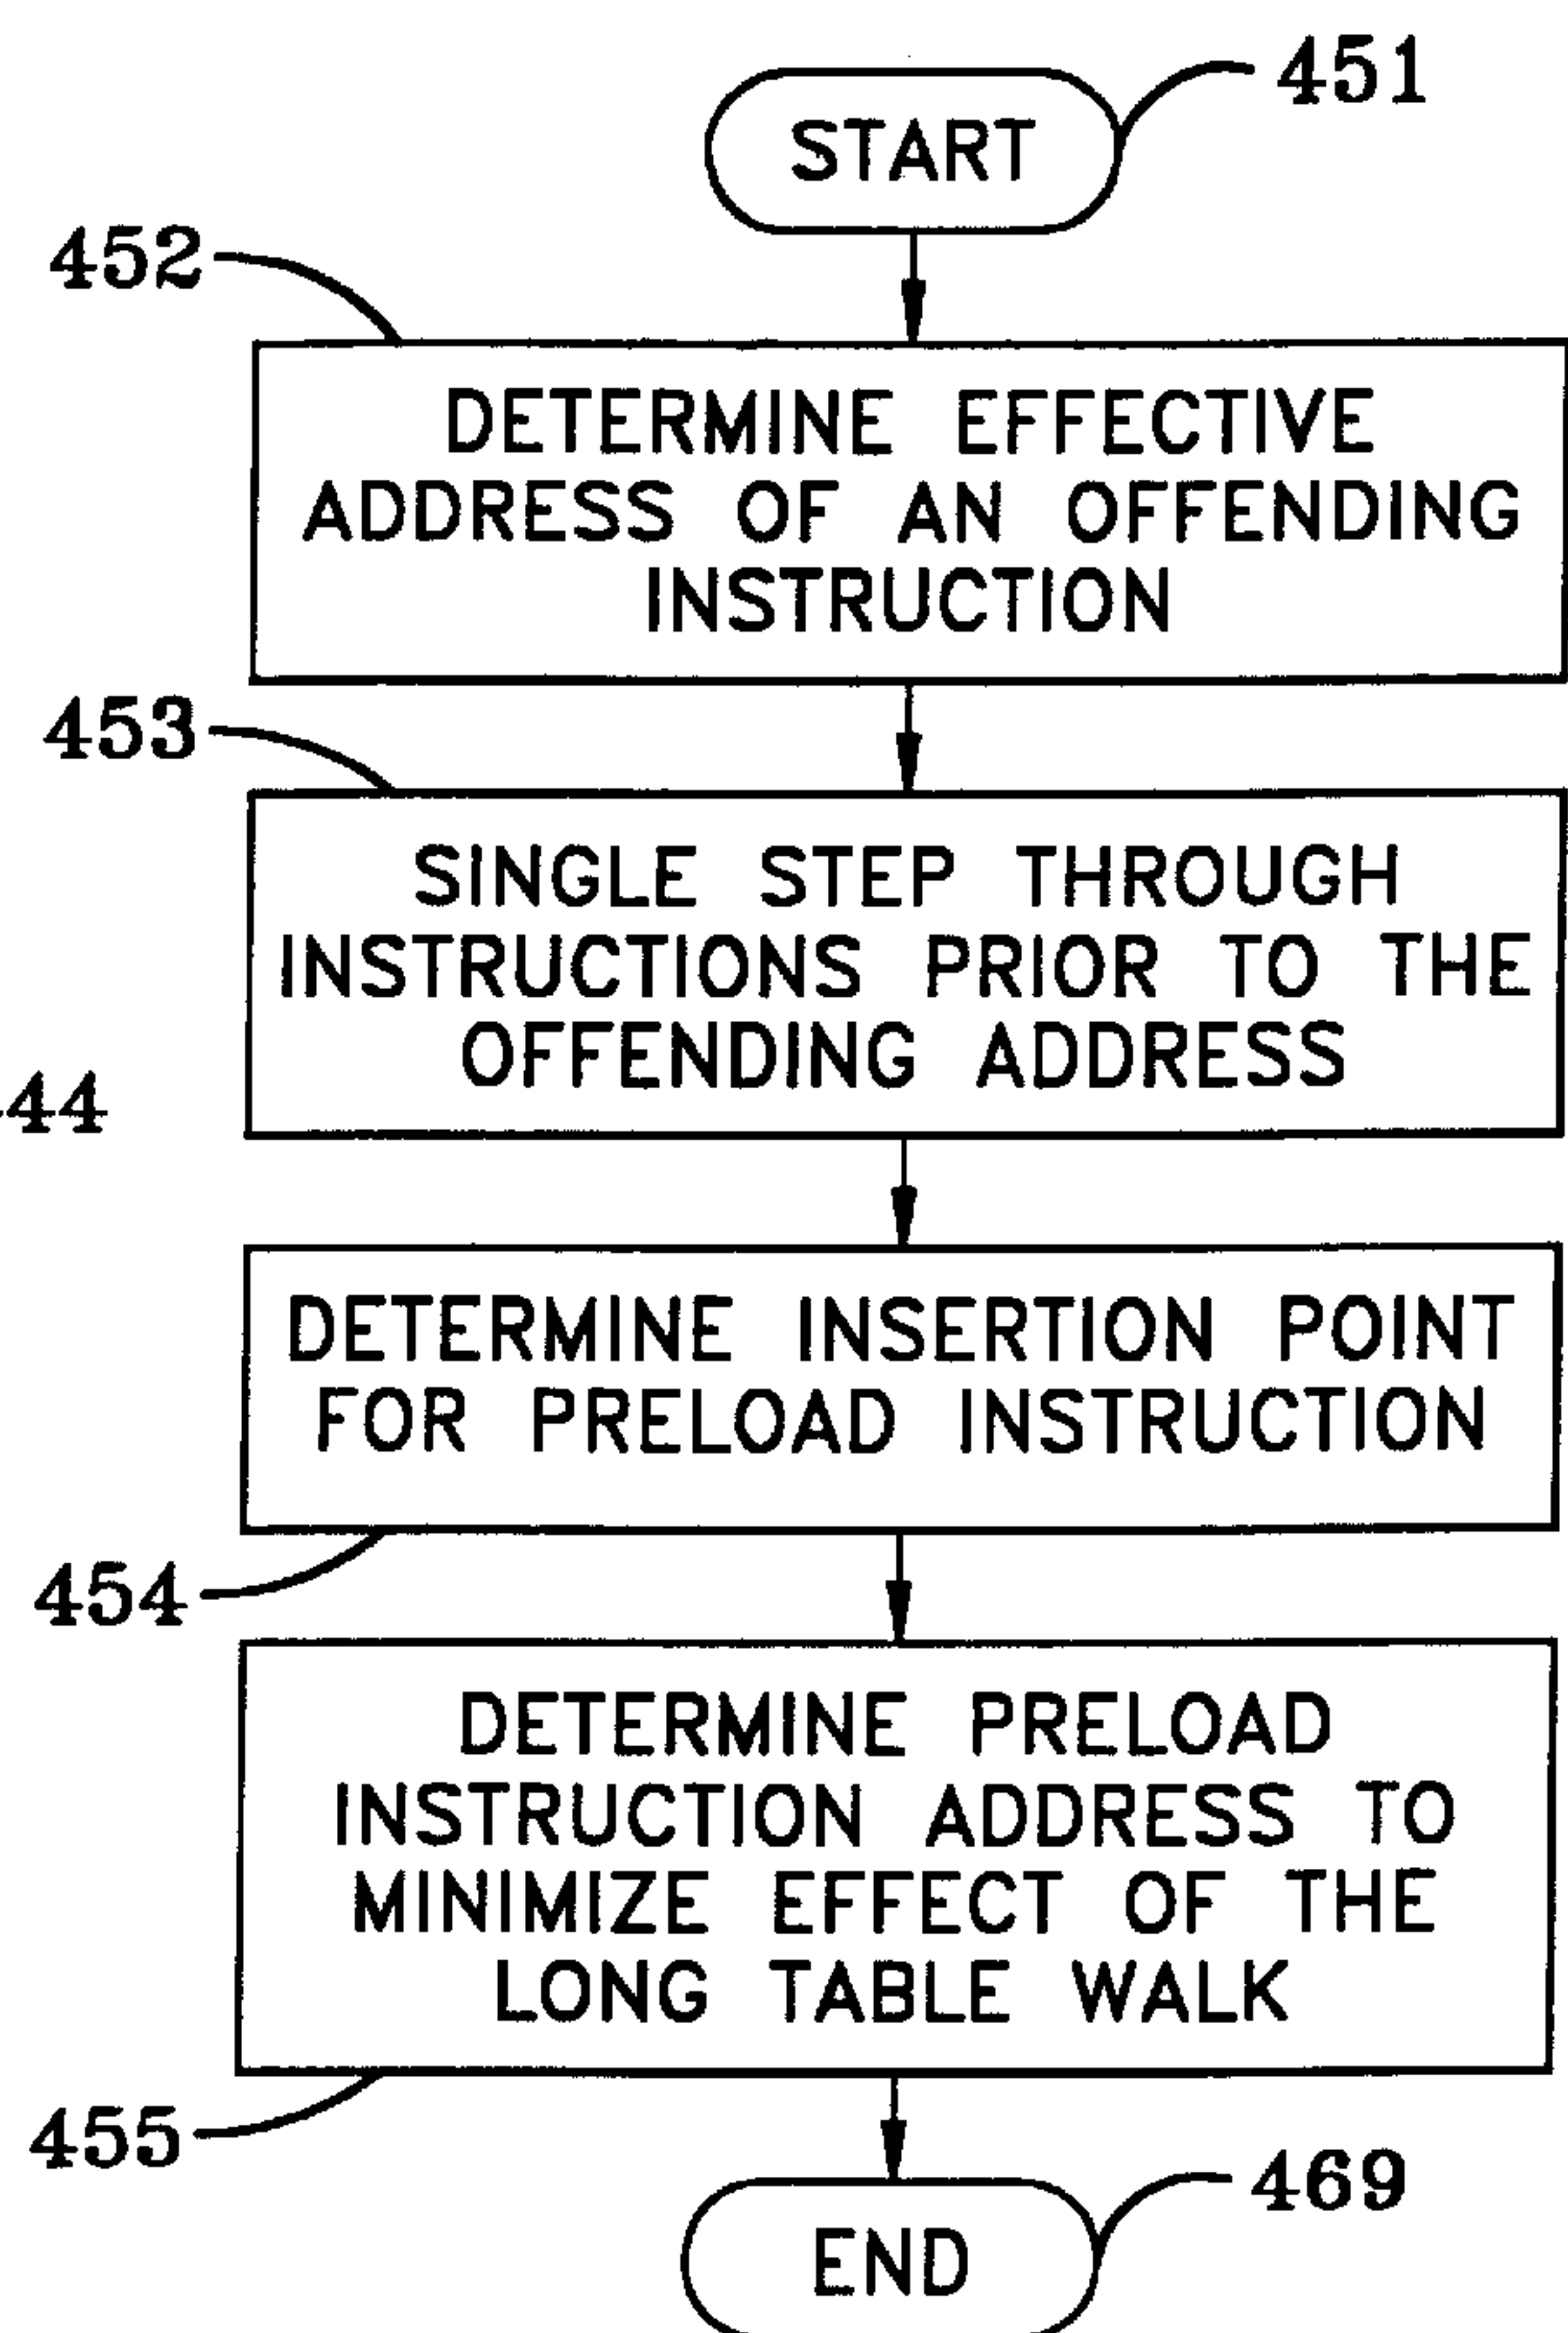 451
START
452
DETERMINE EFFECTIVE
ADDRESS OF AN OFFENDING
INSTRUCTION
453
SINGLE STEP THROUGH
INSTRUCTIONS PRIOR TO THE
OFFENDING ADDRESS
44
DETERMINE INSERTION POINT
FOR PRELOAD INSTRUCTION
454
DETERMINE PRELOAD
INSTRUCTION ADDRESS TO
MINIMIZE EFFECT OF THE
LONG TABLE WALK
455
469
END